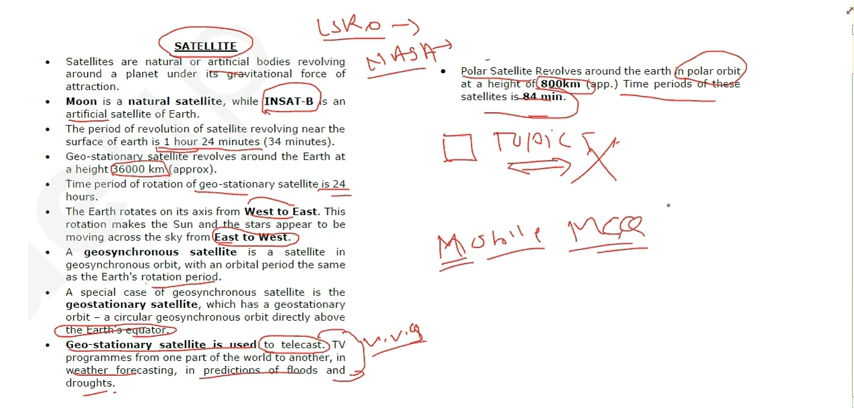 ISRO
NASA
SATELLITE
Satellites are natural or artificial bodies revolving
around a planet under its gravitational force of
attraction.
Moon is a natural satellite, while INSAT-B is an
artificial satellite of Earth.
The period of revolution of satellite revolving near the
surface of earth is 1 hour 24 minutes (34 minutes).
Geo-stationary satellite revolves around the Earth at
a height 36000 km (approx).
Time period of rotation of geo-stationary satellite is 24
hours.
The Earth rotates on its axis from West to East. This
rotation makes the Sun and the stars appear to be
moving across the sky from East to West.
A geosynchronous satellite is a satellite in
geosynchronous orbit, with an orbital period the same
as the Earth's rotation period.
A special case of geosynchronous satellite is the
geostationary satellite, which has a geostationary
orbit – a circular geosynchronous orbit directly above
the Earth's equator.
Geo-stationary satellite is used to telecast TV
programmes from one part of the world to another, in
weather forecasting, in predictions of floods and
droughts.
V.V.g
Polar Satellite Revolves around the earth in polar orbit
at a height of 800km (app.) Time periods of these
satellites is 84 min.
TOPIC
Mobile MCQ